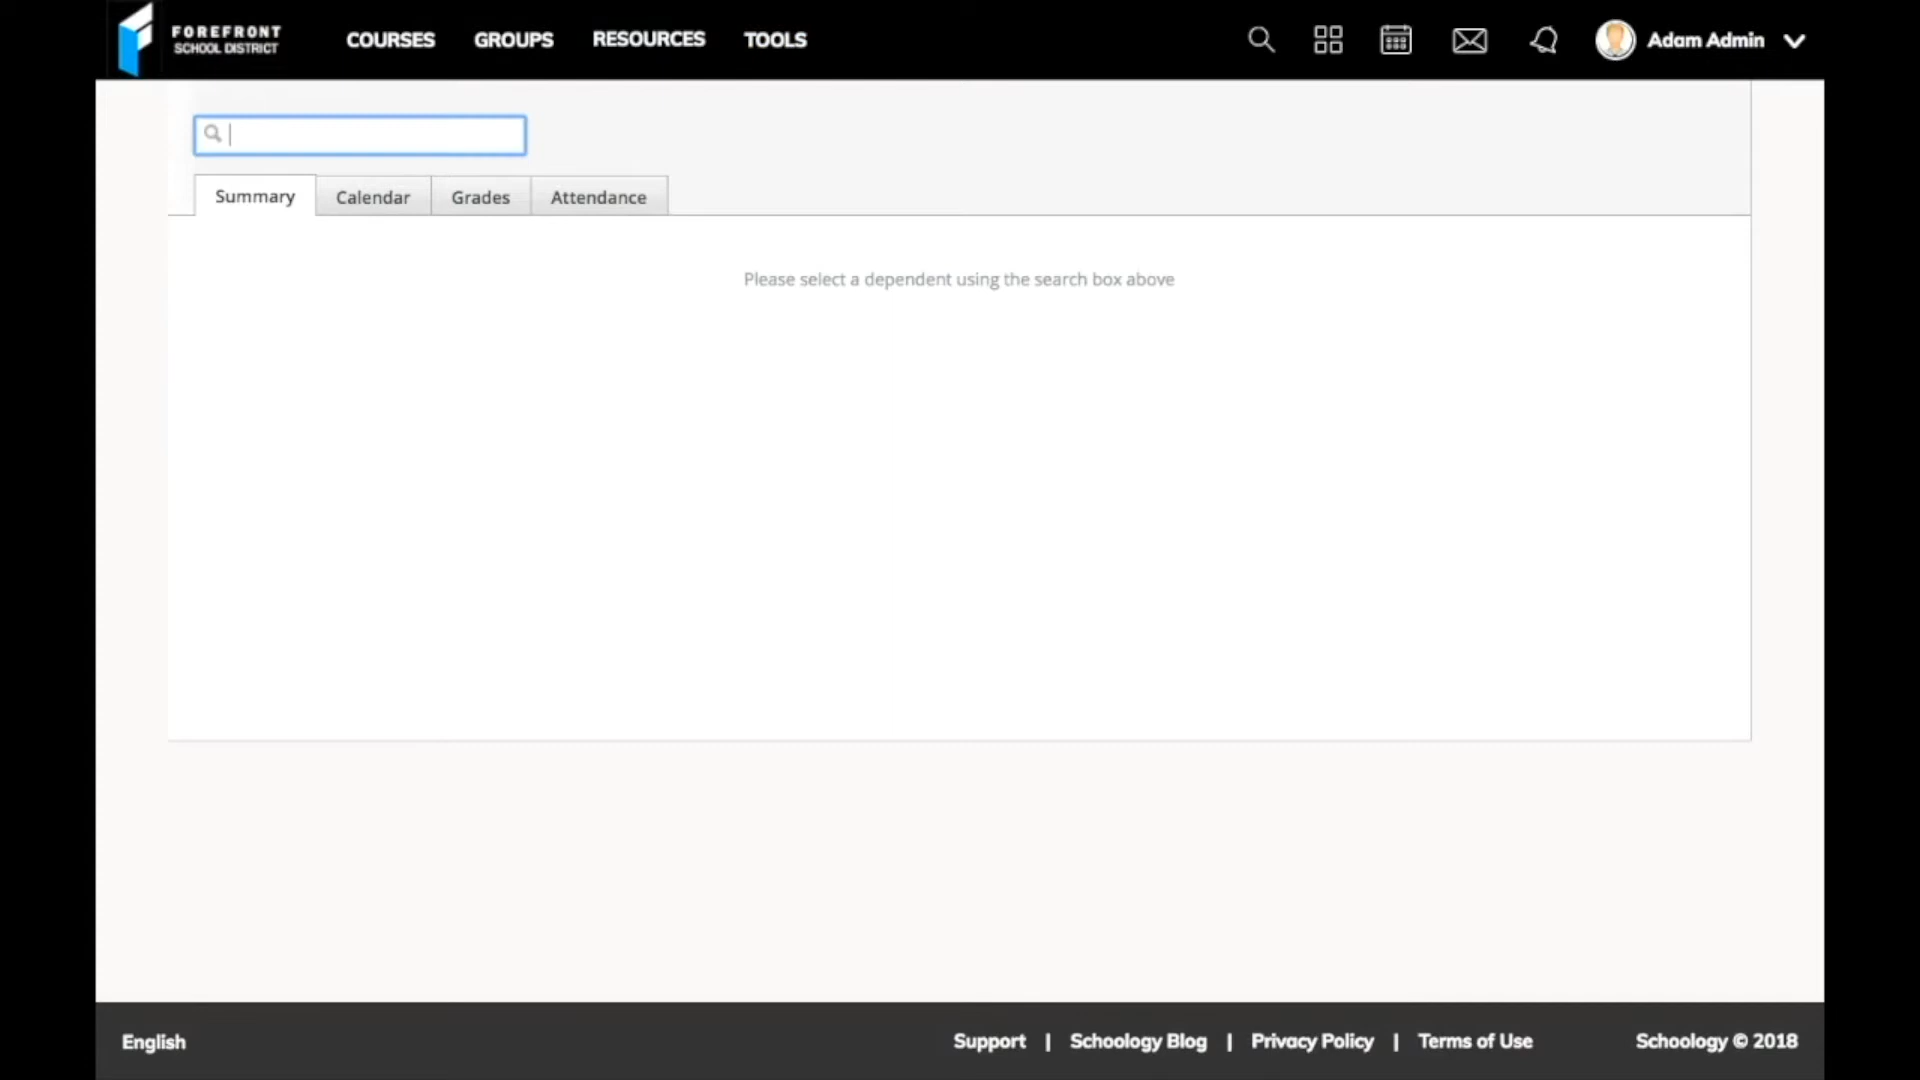 FOREFRONT
SCHOOL DISTRICT
COURSES GROUPS RESOURCES TOOLS Adam Admin
Summary Calendar Grades Attendance
Please select a dependent using the search box above
English Support | Schoology Blog | Privacy Policy | Terms of Use Schoology © 2018